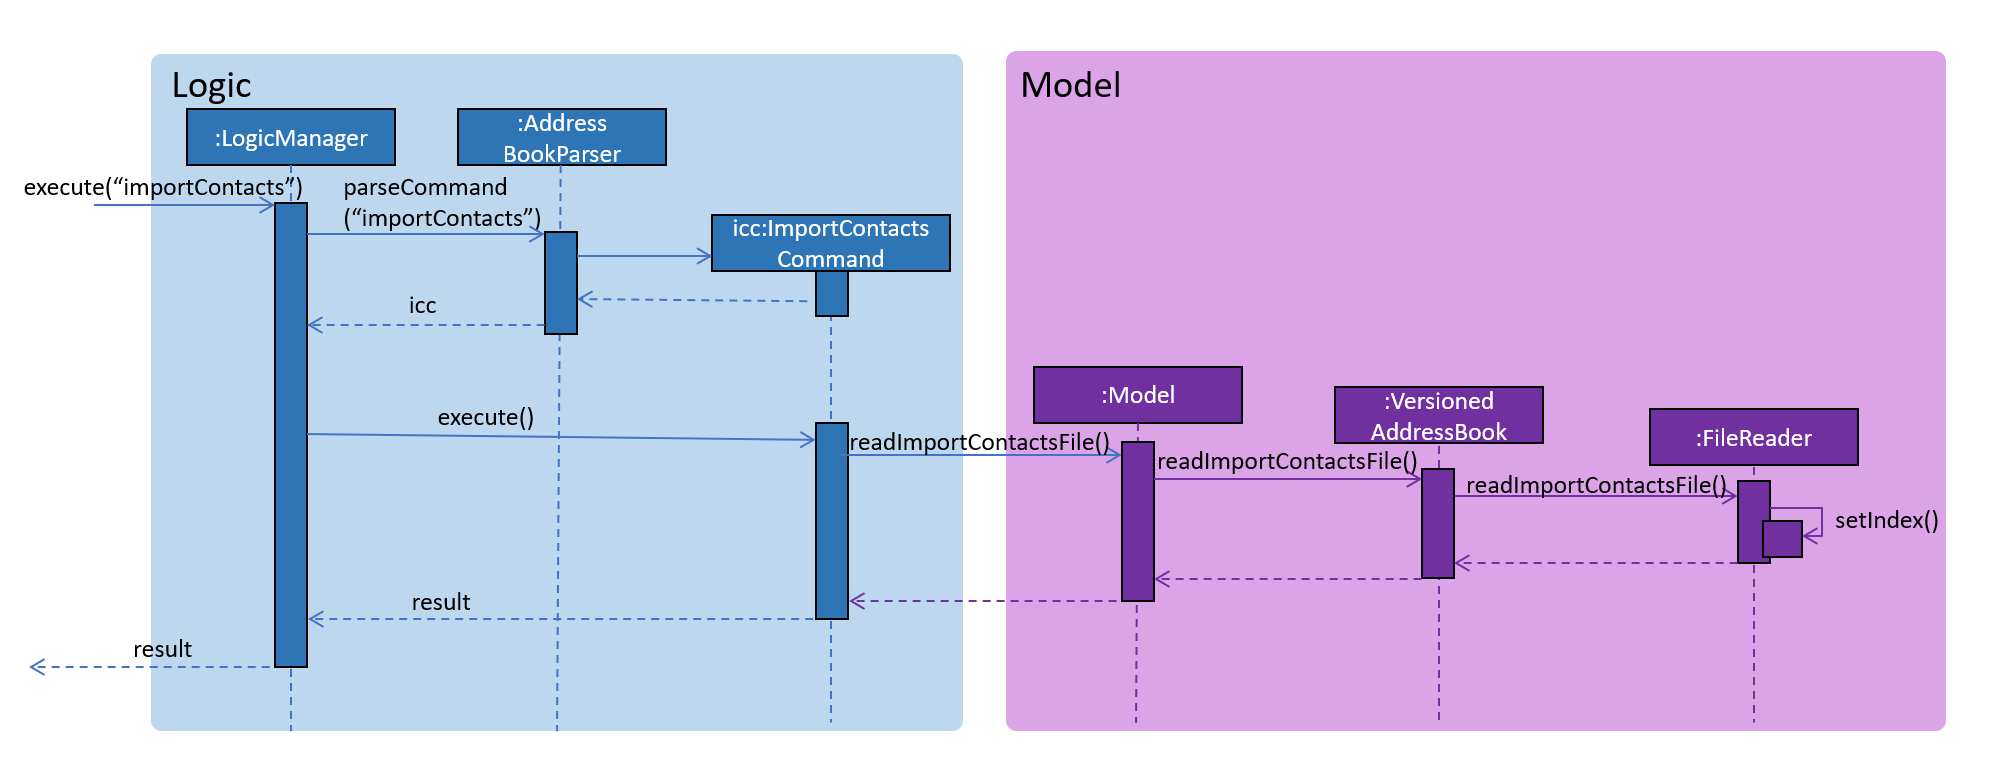 Logic
Model
:LogicManager
:Address
BookParser
execute(“importContacts”)
parseCommand
(“importContacts”)
icc:ImportContacts
Command
icc
:Model
:Versioned
AddressBook
:FileReader
execute()
readImportContactsFile()
readImportContactsFile()
readImportContactsFile()
setIndex()
result
result